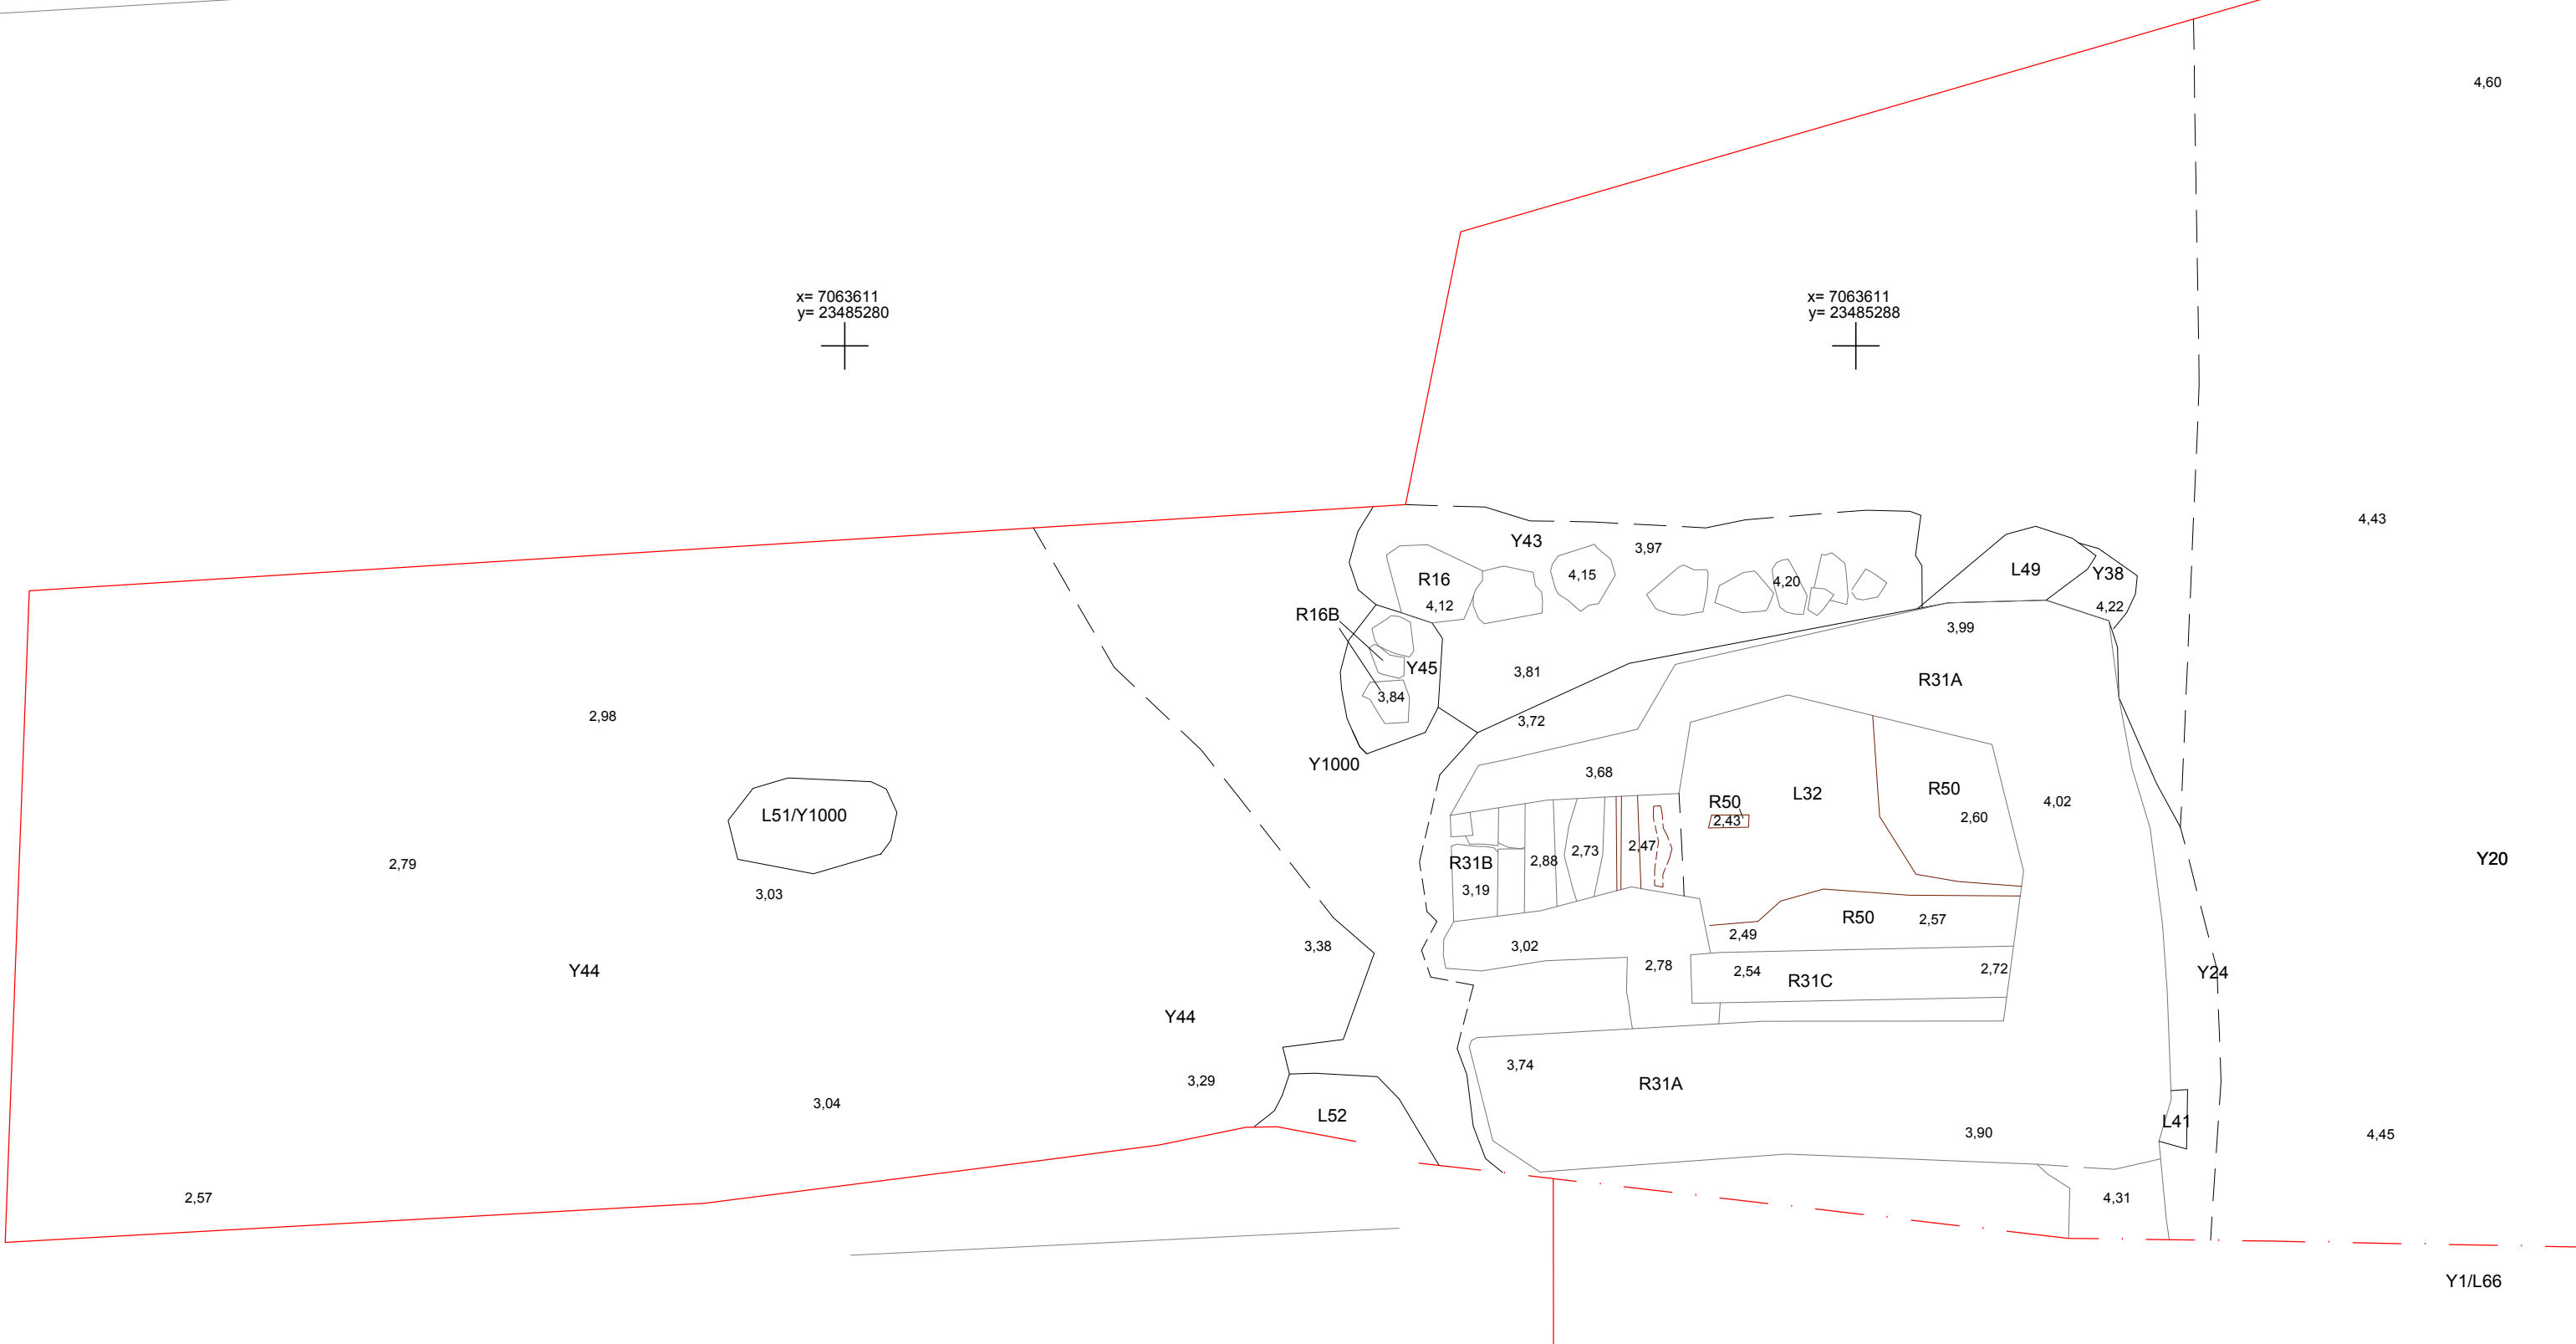 4,60
x= 7063611
y= 23485280
x= 7063611
y= 23485288
4,43
Y43
3,97
L49
Y38
4,15
R16
4,20
4,12
4,22
R16B
3,99
Y45
3,81
R31A
3,84
2,98
3,72
Y1000
3,68
R50
L32
R50
4,02
L51/Y1000
2,43
2,60
2,79
R31B
2,88
2,73
2,47
Y20
3,03
3,19
R50
2,57
2,49
3,38
3,02
2,78
2,54
2,72
Y44
R31C
Y24
Y44
3,74
3,29
R31A
3,04
L52
L41
3,90
4,45
2,57
4,31
Y1/L66